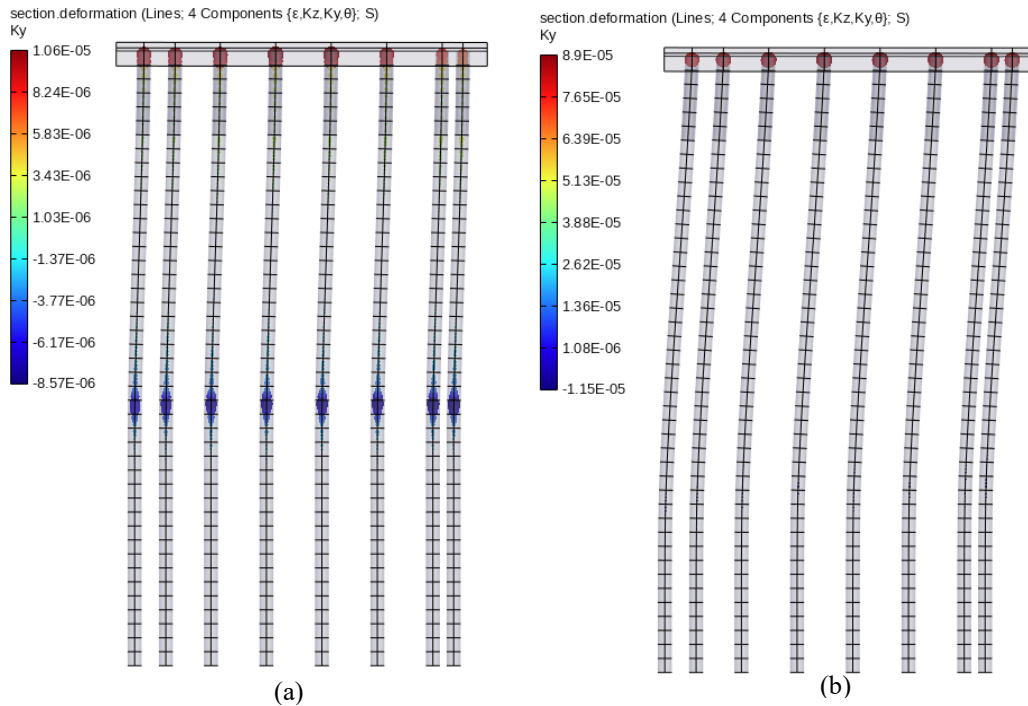 section.deformation (Lines; 4 Components {ε,Kz,Ky,θ}; S)
Ky
1.06E-05
8.24E-06
5.83E-06
3.43E-06
1.03E-06
-1.37E-06
-3.77E-06
-6.17E-06
-8.57E-06
(a)
section.deformation (Lines; 4 Components {ε,Kz,Ky,θ}; S)
Ky
8.9E-05
7.65E-05
6.39E-05
5.13E-05
3.88E-05
2.62E-05
1.36E-05
1.08E-06
-1.15E-05
(b)